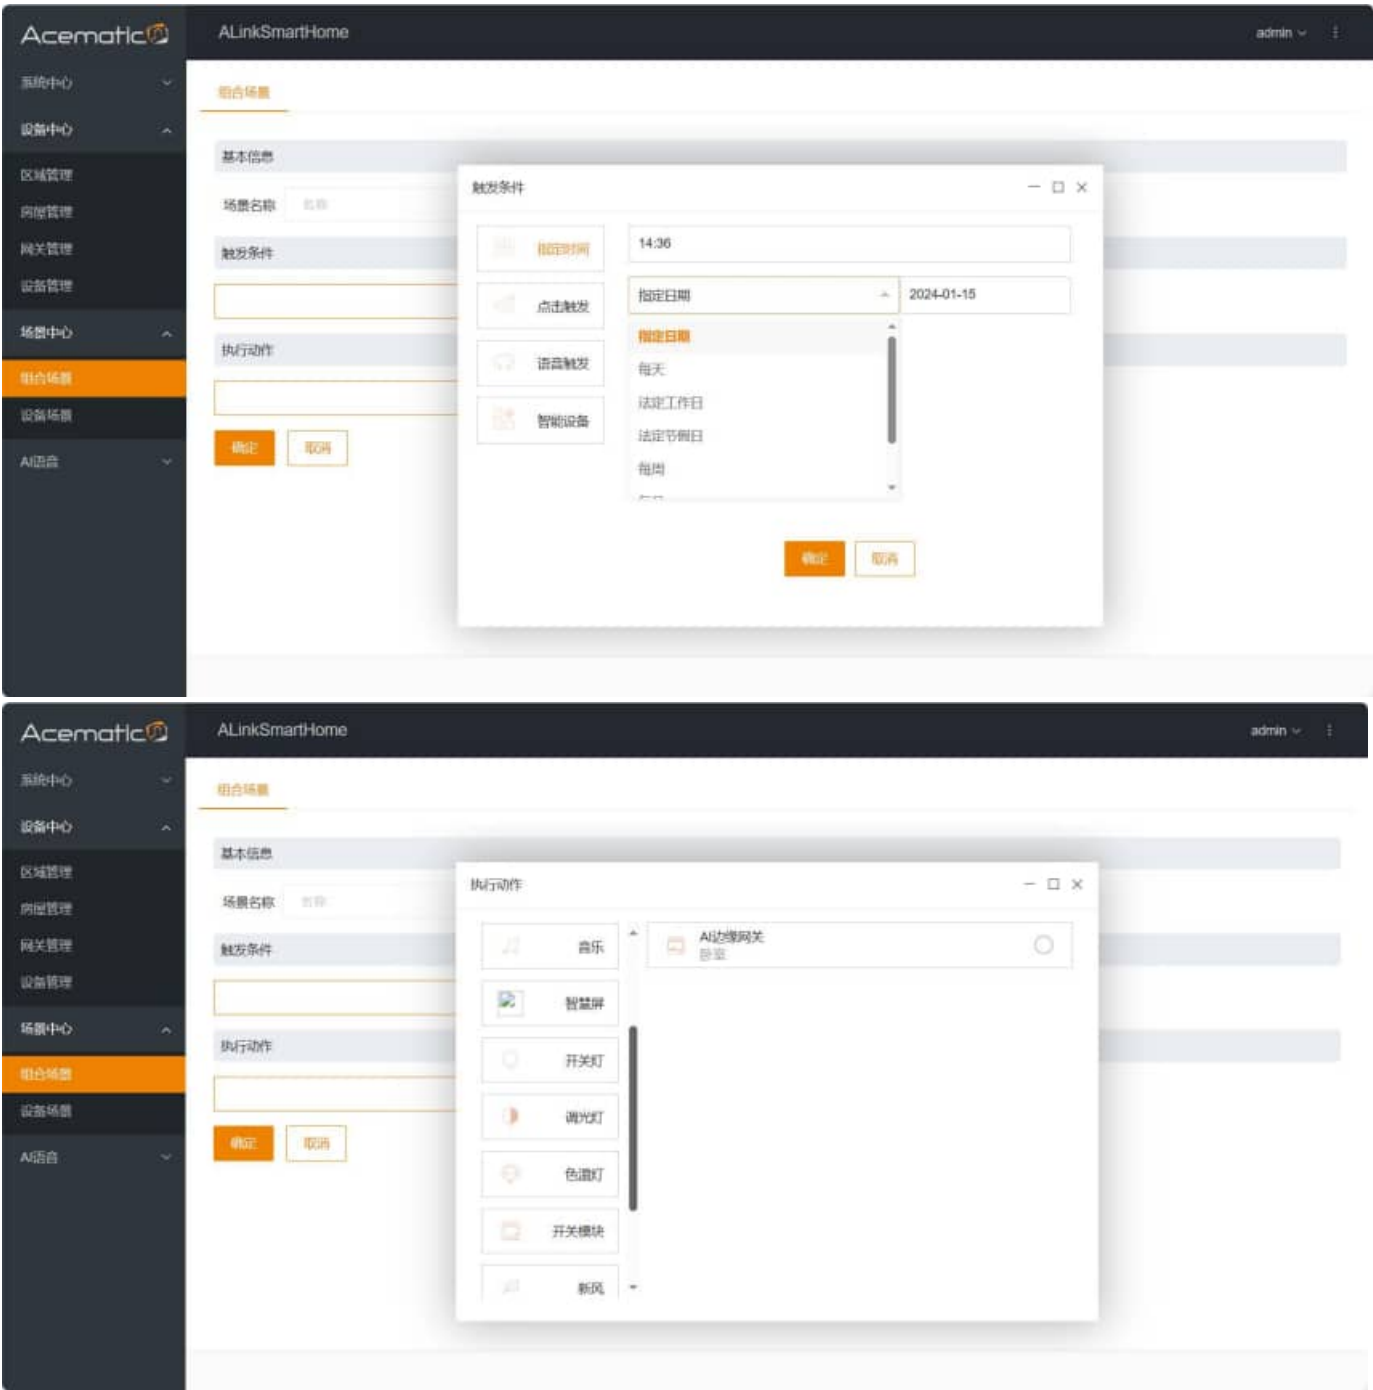 Acematic
ALinkSmartHome
admin
系统中心
设备中心
区域管理
房屋管理
网关管理
设备管理
场景中心
组合场景
设备场景
AI语音
组合场景
基本信息
场景名称
名称
触发条件
执行动作
确定
取消
触发条件
指定时间
14:36
点击触发
指定日期
2024-01-15
语音触发
智能设备
指定日期
每天
法定工作日
法定节假日
每周
确定
取消
Acematic
ALinkSmartHome
admin
系统中心
设备中心
区域管理
房屋管理
网关管理
设备管理
场景中心
组合场景
设备场景
AI语音
组合场景
基本信息
场景名称
名称
触发条件
执行动作
确定
取消
执行动作
音乐
智慧屏
开关灯
调光灯
色温灯
开关模块
新风
AI边缘网关
卧室